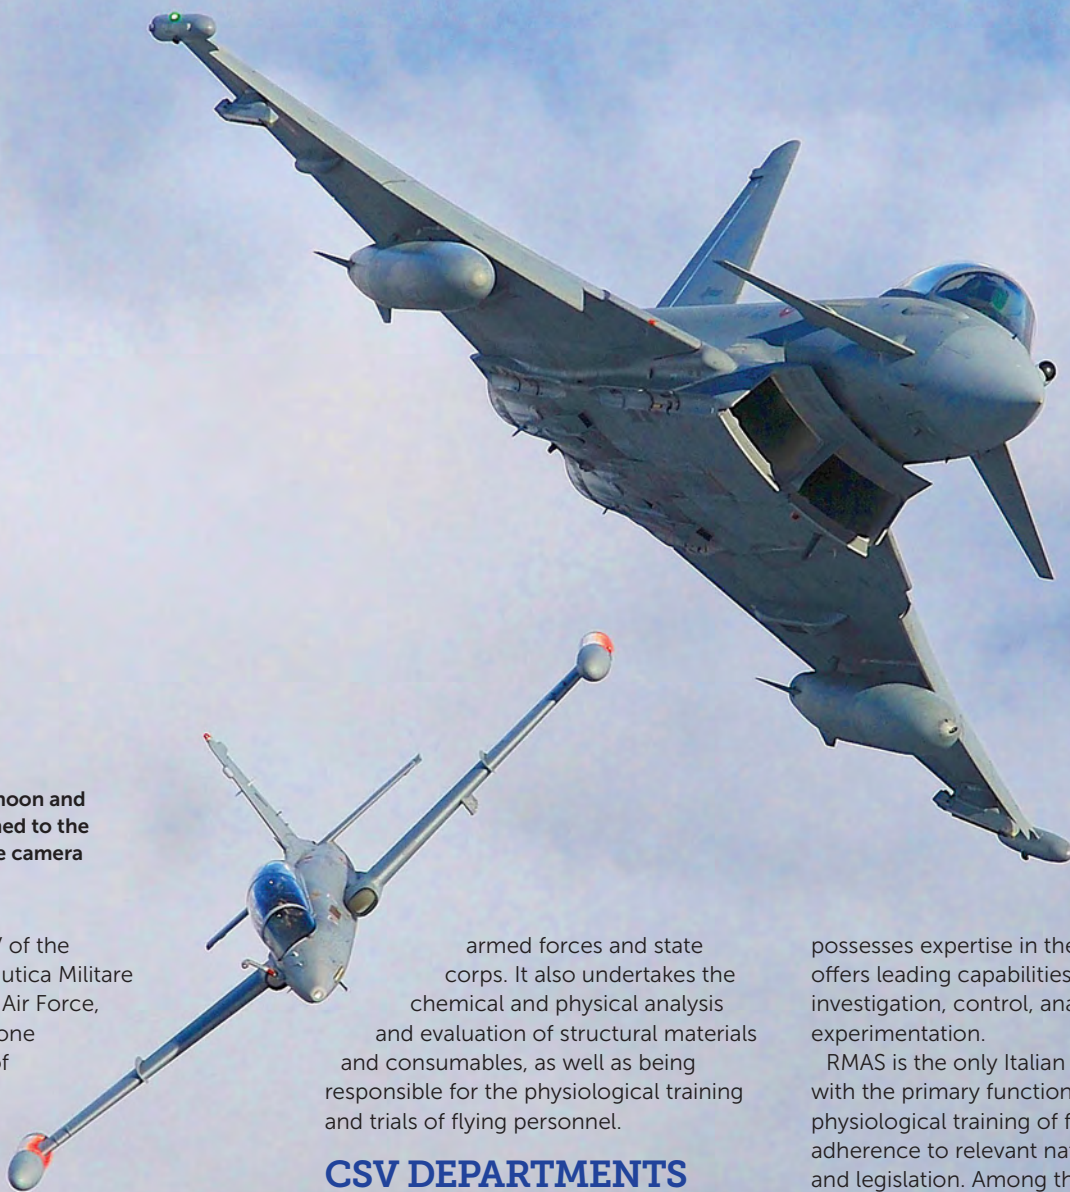 noon and
ned to the
e camera
V of the
utica Militare
Air Force,
one
of
armed forces and state
corps. It also undertakes the
chemical and physical analysis
and evaluation of structural materials
and consumables, as well as being
responsible for the physiological training
and trials of flying personnel.
CSV DEPARTMENTS
possesses expertise in the
offers leading capabilities
investigation, control, ana
experimentation.
RMAS is the only Italian
with the primary function
physiological training of f
adherence to relevant nat
and legislation. Among th